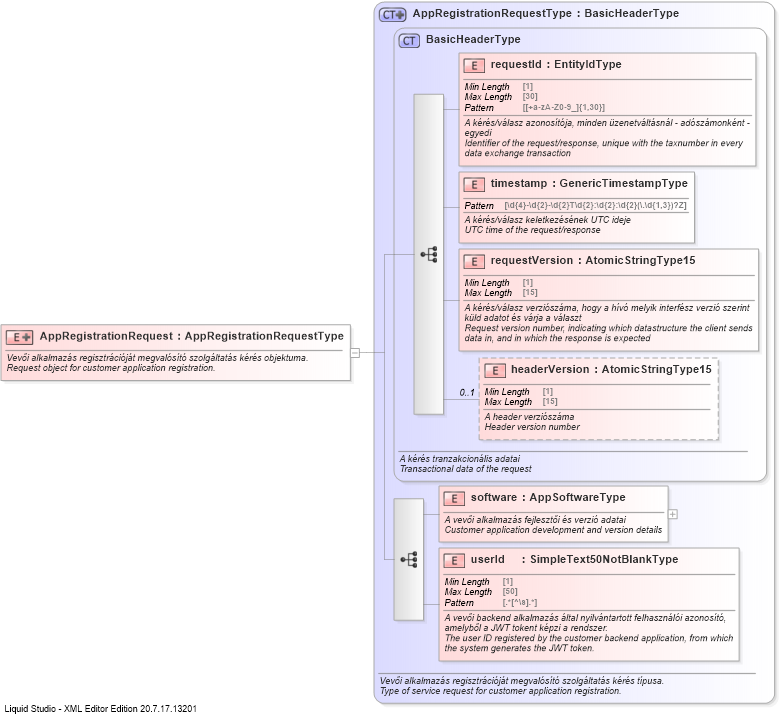 CT AppRegistrationRequestType : BasicHeaderType
CT BasicHeaderType
E requestId : EntityIdType
Min Length [1]
Max Length [30]
Pattern [[+a-zA-Z0-9_]{1,30}]
A kérés/válasz azonosítója, minden üzenetváltásnál - adószámonként -
egyedi
Identifier of the request/response, unique with the taxnumber in every
data exchange transaction
E timestamp : GenericTimestampType
Pattern [\d{4}-\d{2}-\d{2}T\d{2}:\d{2}:\d{2}(\.\d{1,3})?Z]
A kérés/válasz keletkezésének UTC ideje
UTC time of the request/response
E requestVersion : AtomicStringType15
Min Length [1]
Max Length [15]
A kérés/válasz verziószáma, hogy a hívó melyik interfész verzió szerint
küld adatot és várja a választ
Request version number, indicating which datastructure the client sends
data in, and in which the response is expected
E AppRegistrationRequest : AppRegistrationRequestType
Vevői alkalmazás regisztrációját megvalósító szolgáltatás kérés objektuma.
Request object for customer application registration.
0..1
E headerVersion : AtomicStringType15
Min Length [1]
Max Length [15]
A header verziószáma
Header version number
A kérés tranzakcionális adatai
Transactional data of the request
E software : AppSoftwareType
A vevői alkalmazás fejlesztői és verzió adatai
Customer application development and version details
E userId : SimpleText50NotBlankType
Min Length [1]
Max Length [50]
Pattern [.*[^\s].*]
A vevői backend alkalmazás által nyilvántartott felhasználói azonosító,
amelyből a JWT tokent képzi a rendszer.
The user ID registered by the customer backend application, from which
the system generates the JWT token.
Vevői alkalmazás regisztrációját megvalósító szolgáltatás kérés típusa.
Type of service request for customer application registration.
Liquid Studio - XML Editor Edition 20.7.17.13201